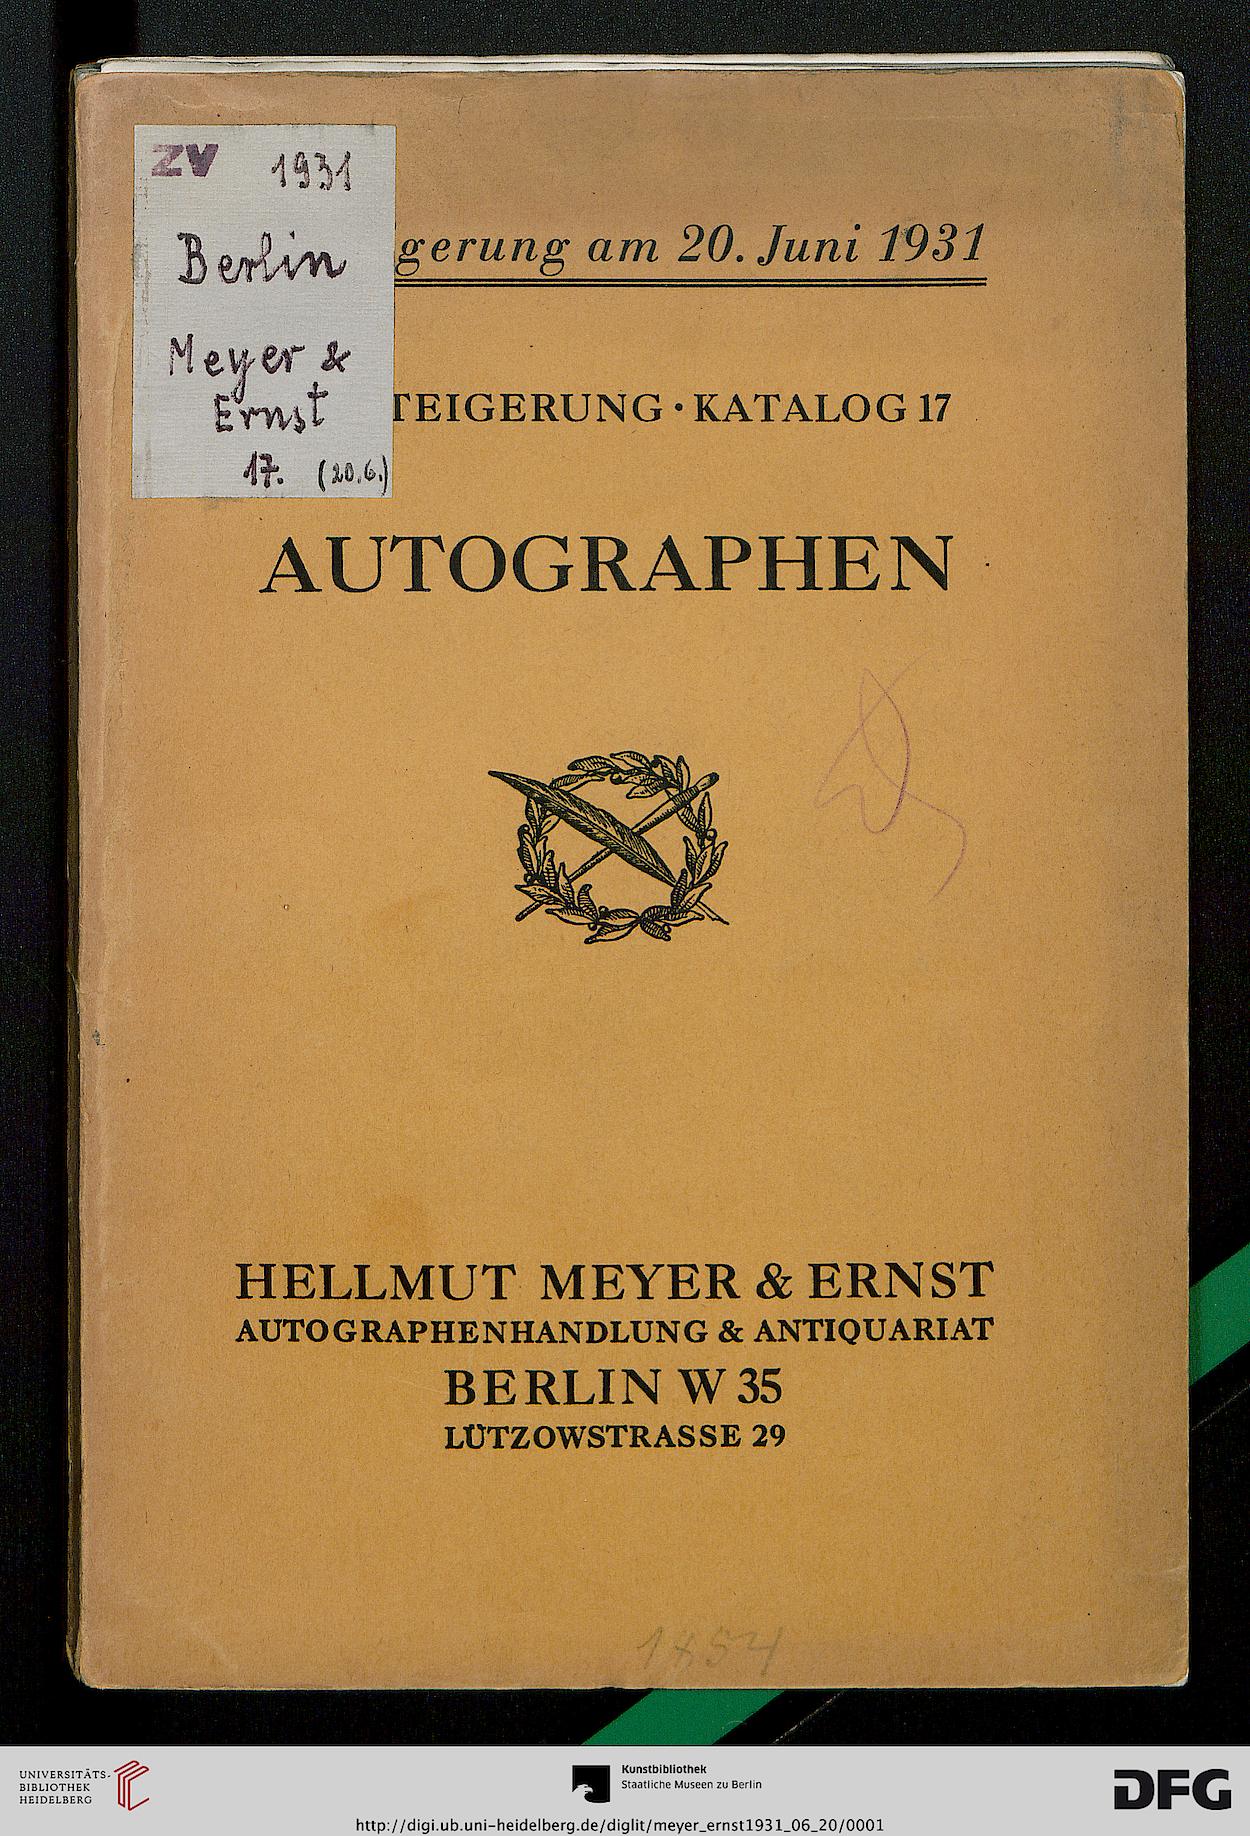 ZV 1931
Berlin
Meyer &
Ernst
17. (20.6.)
gerung am 20. Juni 1931
TEIGERUNG · KATALOG 17
AUTOGRAPHEN
HELLMUT MEYER & ERNST
AUTOGRAPHENHANDLUNG & ANTIQUARIAT
BERLIN W 35
LÜTZOWSTRASSE 29
UNIVERSITÄTS-
BIBLIOTHEK
HEIDELBERG
Kunstbibliothek
Staatliche Museen zu Berlin
DFG
http://digi.ub.uni-heidelberg.de/diglit/meyer_ernst1931_06_20/0001